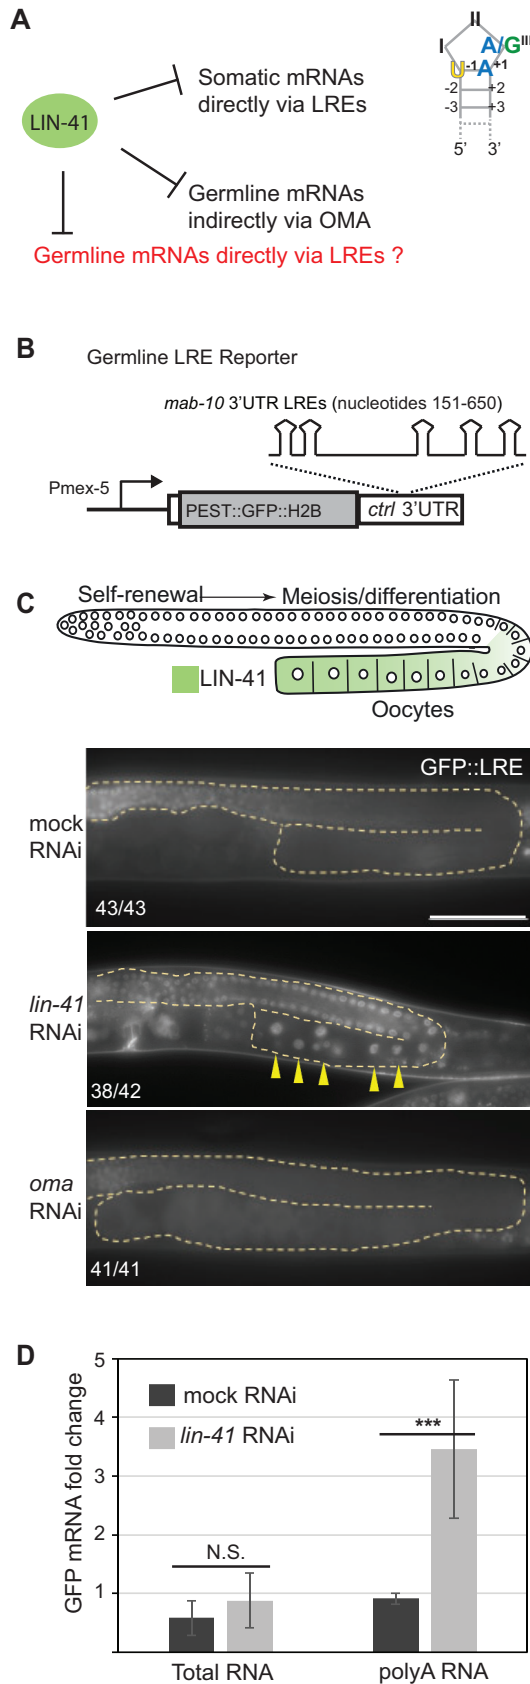 A
Somatic mRNAs
directly via LREs
LIN-41
Germline mRNAs
indirectly via OMA
Germline mRNAs directly via LREs ?
II
I
A/GIII
U-1 A+1
-2 +2
-3 +3
5’ 3’
B
Germline LRE Reporter
mab-10 3'UTR LREs (nucleotides 151-650)
Pmex-5
PEST::GFP::H2B
ctrl 3'UTR
C
Self-renewal Meiosis/differentiation
LIN-41
Oocytes
GFP::LRE
mock
RNAi
43/43
lin-41
RNAi
38/42
oma
RNAi
41/41
D
GFP mRNA fold change
5
4
3
2
1
mock RNAi
lin-41 RNAi
N.S.
***
Total RNA
polyA RNA